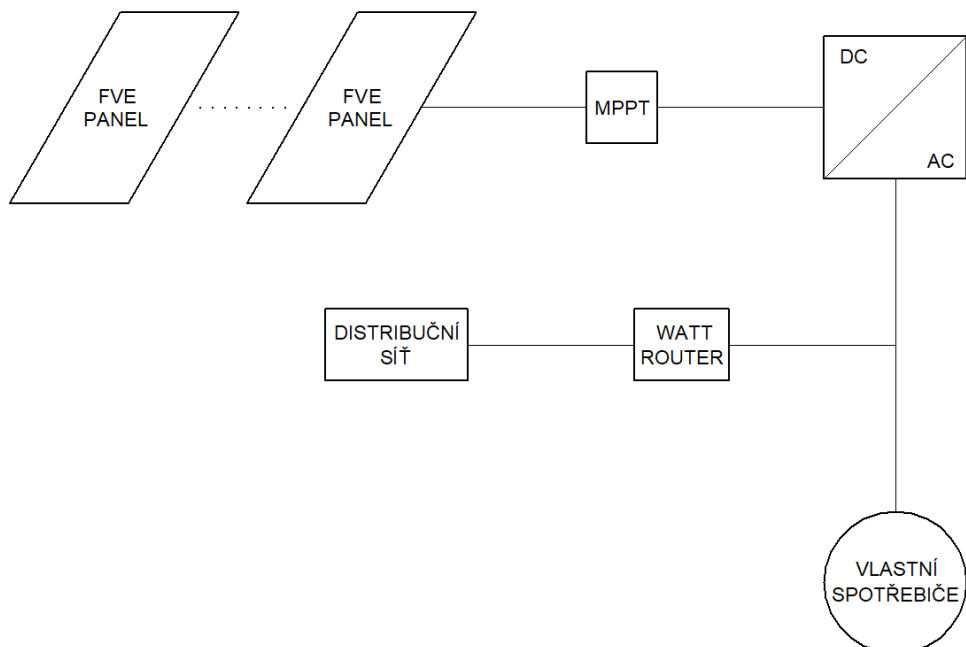 FVE
PANEL
FVE
PANEL
MPPT
DC
AC
DISTRIBUČNÍ
SÍŤ
WATT
ROUTER
VLASTNÍ
SPOTŘEBIČE